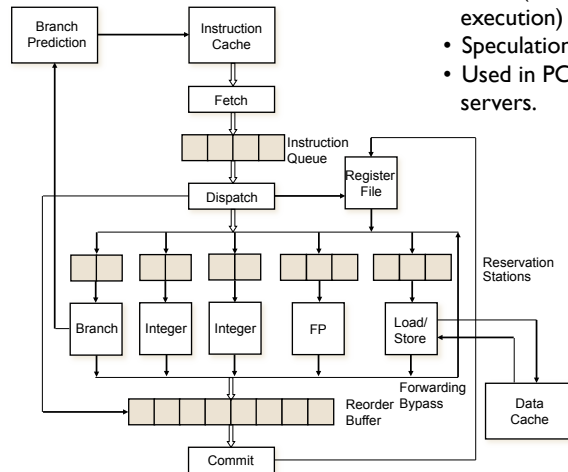 execution)
• Speculation
• Used in PC
servers.
Branch
Prediction
Instruction
Cache
Fetch
Instruction
Queue
Register
File
Dispatch
Reservation
Stations
Branch
Integer
Integer
FP
Load/
Store
Forwarding
Bypass
Reorder
Buffer
Data
Cache
Commit